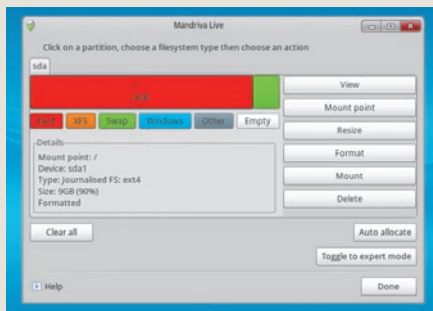 Mandriva Live
Click on a partition, choose a filesystem type then choose an action
sda
/
View
Mount point
XFS Swap Windows Other Empty
Resize
Details
Mount point: /
Device: sda1
Type: Journalised FS: ext4
Size: 9GB (90%)
Formatted
Format
Mount
Delete
Clear all
Auto allocate
Toggle to expert mode
Help
Done